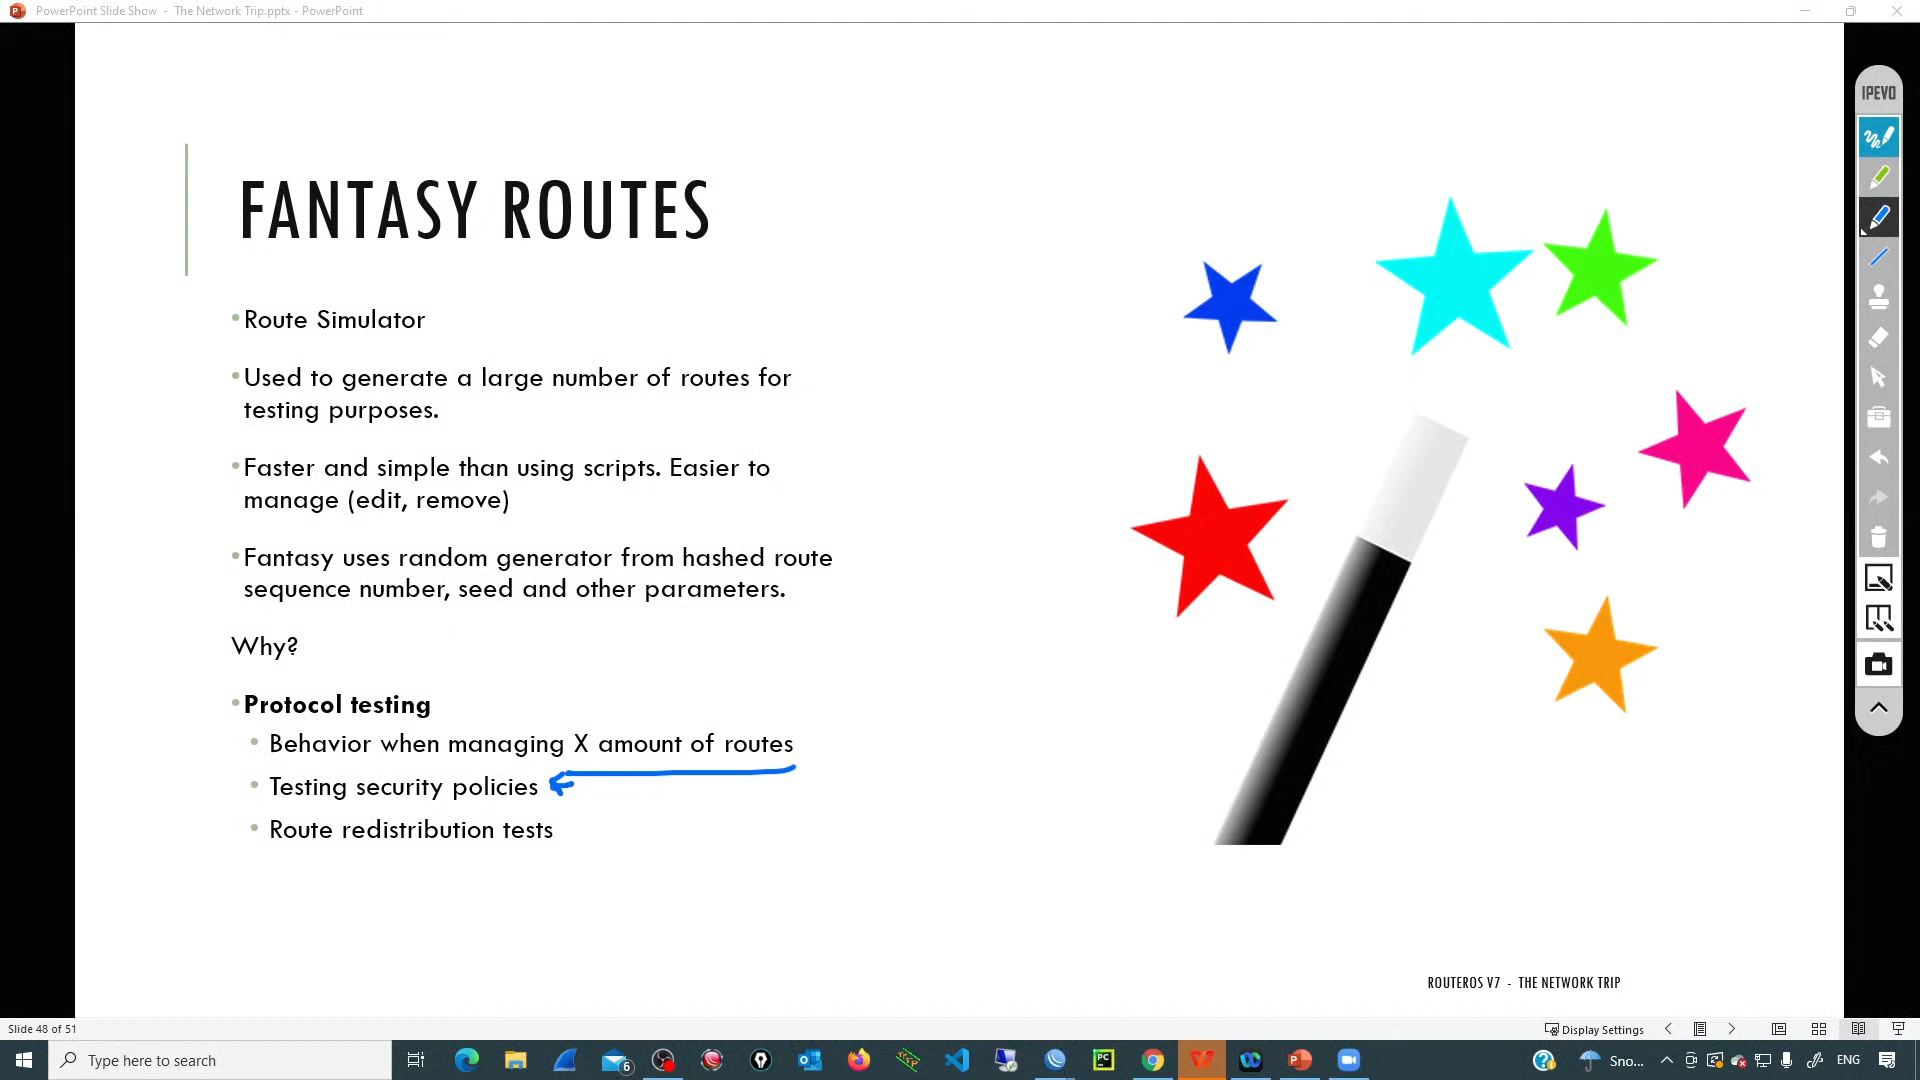 PowerPoint Slide Show - The Network Trip.pptx - PowerPoint
IPEVO
FANTASY ROUTES
•Route Simulator
•Used to generate a large number of routes for
testing purposes.
•Faster and simple than using scripts. Easier to
manage (edit, remove)
•Fantasy uses random generator from hashed route
sequence number, seed and other parameters.
Why?
•Protocol testing
• Behavior when managing X amount of routes
• Testing security policies
• Route redistribution tests
ROUTEROS V7 - THE NETWORK TRIP
Slide 48 of 51
Display Settings
Type here to search
6
PC
Sno...
ENG